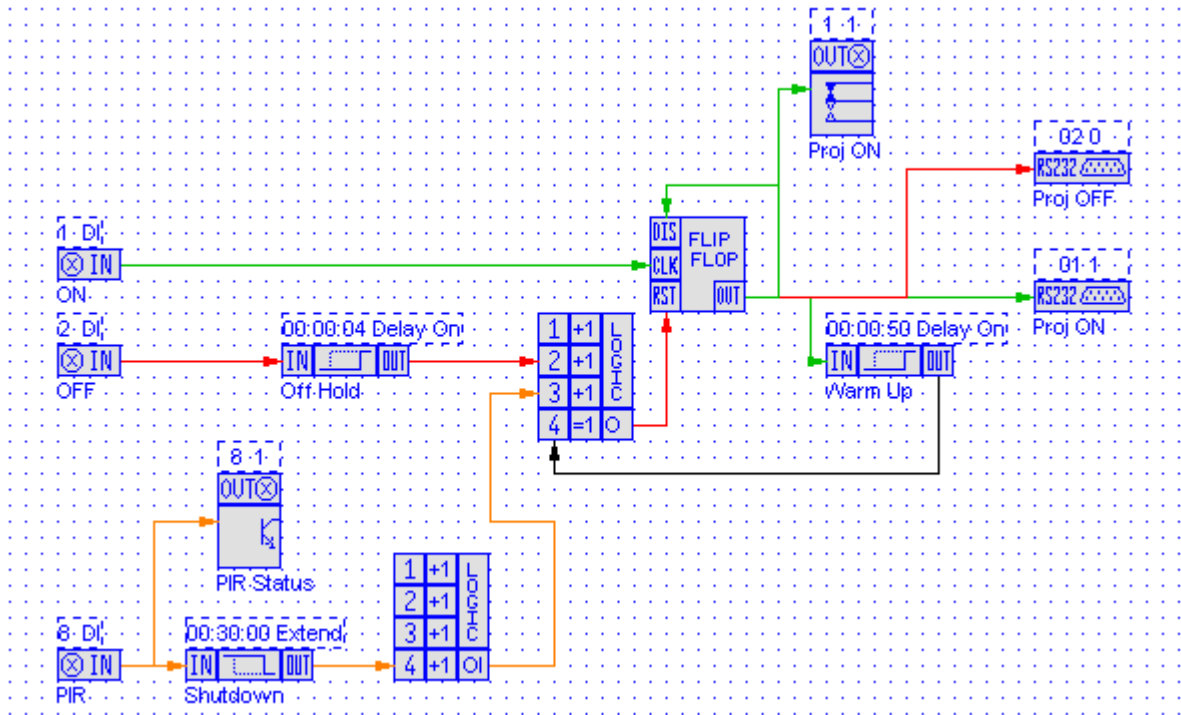 1 1
OUT
Proj ON
02 0
RS232
Proj OFF
1 DI
IN
ON
DIS
CLK
RST
FLIP
FLOP
OUT
01 1
RS232
Proj ON
2 DI
IN
OFF
00:00:04 Delay On
IN
OUT
Off Hold
1 +1
2 +1
3 +1
4 =1 O
LOGIC
00:00:50 Delay On
IN
OUT
Warm Up
8 1
OUT
PIR Status
8 DI
IN
PIR
00:30:00 Extend
IN
OUT
Shutdown
1 +1
2 +1
3 +1
4 +1 OI
LOGIC